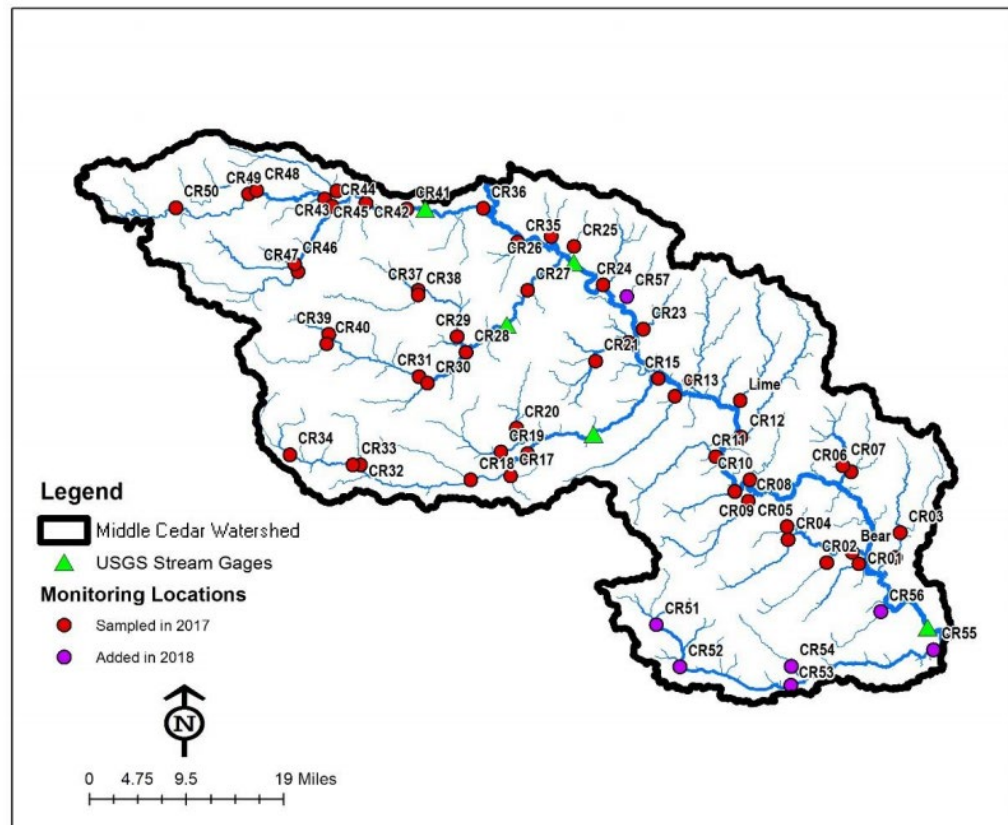 CR50
CR49
CR48
CR44
CR43
CR45
CR42
CR41
CR36
CR35
CR25
CR26
CR47
CR46
CR37
CR38
CR27
CR24
CR57
CR39
CR40
CR29
CR28
CR23
CR21
CR31
CR30
CR15
CR13
Lime
CR20
CR12
CR34
CR33
CR19
CR11
CR32
CR18
CR17
CR10
CR06
CR07
CR08
CR09
CR05
CR04
CR03
Bear
CR02
CR01
CR56
CR51
CR55
CR52
CR54
CR53
Legend
Middle Cedar Watershed
USGS Stream Gages
Monitoring Locations
Sampled in 2017
Added in 2018
N
0 4.75 9.5 19 Miles